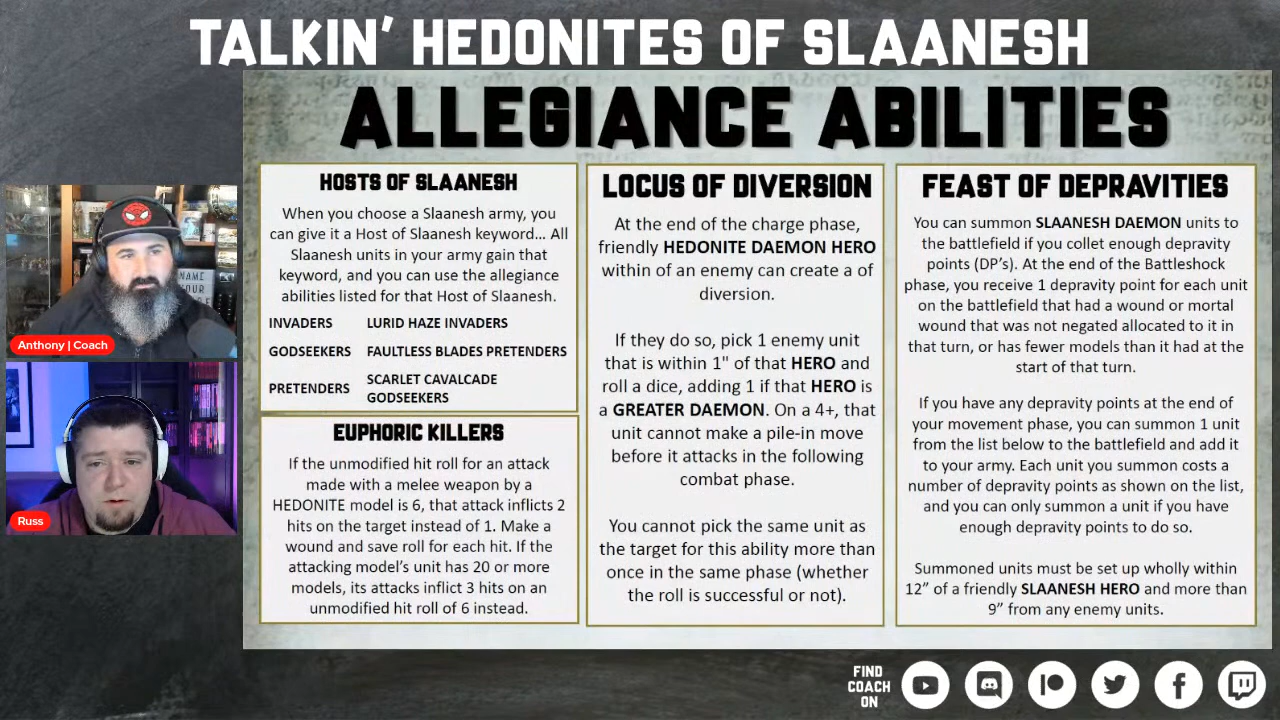 TALKIN' HEDONITES OF SLAANESH
ALLEGIANCE ABILITIES
HOSTS OF SLAANESH
When you choose a Slaanesh army, you
can give it a Host of Slaanesh keyword... All
Slaanesh units in your army gain that
keyword, and you can use the allegiance
abilities listed for that Host of Slaanesh.
INVADERS LURID HAZE INVADERS
GODSEEKERS FAULTLESS BLADES PRETENDERS
PRETENDERS SCARLET CAVALCADE
GODSEEKERS
EUPHORIC KILLERS
If the unmodified hit roll for an attack
made with a melee weapon by a
HEDONITE model is 6, that attack inflicts 2
hits on the target instead of 1. Make a
wound and save roll for each hit. If the
attacking model's unit has 20 or more
models, its attacks inflict 3 hits on an
unmodified hit roll of 6 instead.
LOCUS OF DIVERSION
At the end of the charge phase,
friendly HEDONITE DAEMON HERO
within of an enemy can create a of
diversion.
If they do so, pick 1 enemy unit
that is within 1" of that HERO and
roll a dice, adding 1 if that HERO is
a GREATER DAEMON. On a 4+, that
unit cannot make a pile-in move
before it attacks in the following
combat phase.
You cannot pick the same unit as
the target for this ability more than
once in the same phase (whether
the roll is successful or not).
FEAST OF DEPRAVITIES
You can summon SLAANESH DAEMON units to
the battlefield if you collet enough depravity
points (DP's). At the end of the Battleshock
phase, you receive 1 depravity point for each unit
on the battlefield that had a wound or mortal
wound that was not negated allocated to it in
that turn, or has fewer models than it had at the
start of that turn.
If you have any depravity points at the end of
your movement phase, you can summon 1 unit
from the list below to the battlefield and add it
to your army. Each unit you summon costs a
number of depravity points as shown on the list,
and you can only summon a unit if you have
enough depravity points to do so.
Summoned units must be set up wholly within
12” of a friendly SLAANESH HERO and more than
9” from any enemy units.
NAME
YOUR
Anthony | Coach
Russ
FIND
COACH
ON